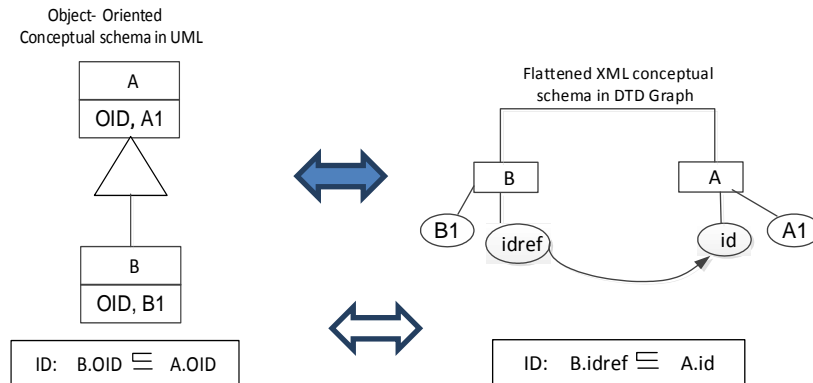 Object- Oriented
Conceptual schema in UML
A
OID, A1
B
OID, B1
ID: B.OID ⊑ A.OID
Flattened XML conceptual
schema in DTD Graph
B
A
B1
idref
id
A1
ID: B.idref ⊑ A.id